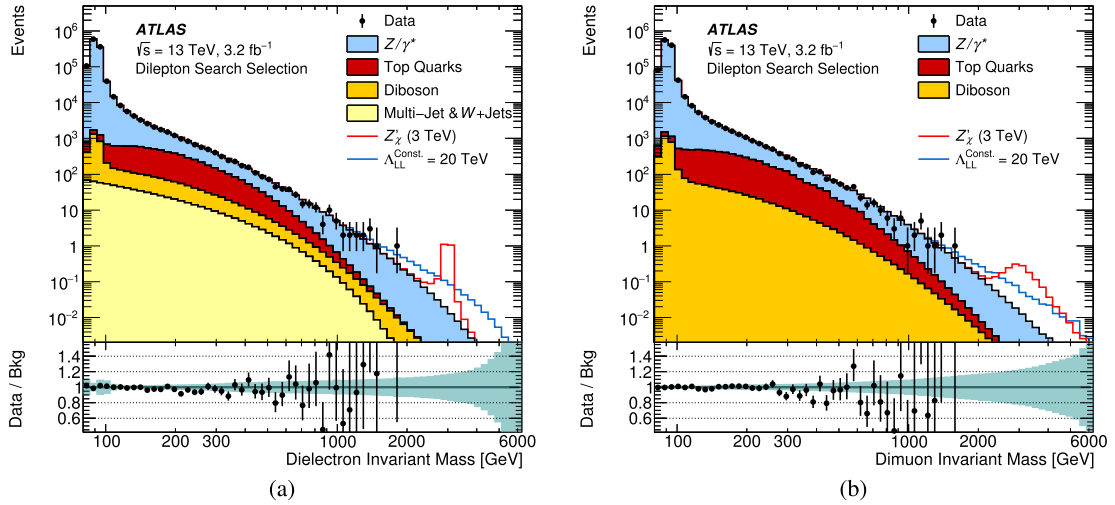 Events
10⁶
10⁵
10⁴
10³
10²
10
1
10⁻¹
10⁻²
ATLAS
√s = 13 TeV, 3.2 fb⁻¹
Dilepton Search Selection
Data
Z/γ*
Top Quarks
Diboson
Multi−Jet & W+Jets
Z′χ (3 TeV)
Λ_LL^Const. = 20 TeV
Data / Bkg
1.4
1.2
1
0.8
0.6
100 200 300 1000 2000 6000
Dielectron Invariant Mass [GeV]
(a)
Events
10⁶
10⁵
10⁴
10³
10²
10
1
10⁻¹
10⁻²
ATLAS
√s = 13 TeV, 3.2 fb⁻¹
Dilepton Search Selection
Data
Z/γ*
Top Quarks
Diboson
Z′χ (3 TeV)
Λ_LL^Const. = 20 TeV
Data / Bkg
1.4
1.2
1
0.8
0.6
100 200 300 1000 2000 6000
Dimuon Invariant Mass [GeV]
(b)